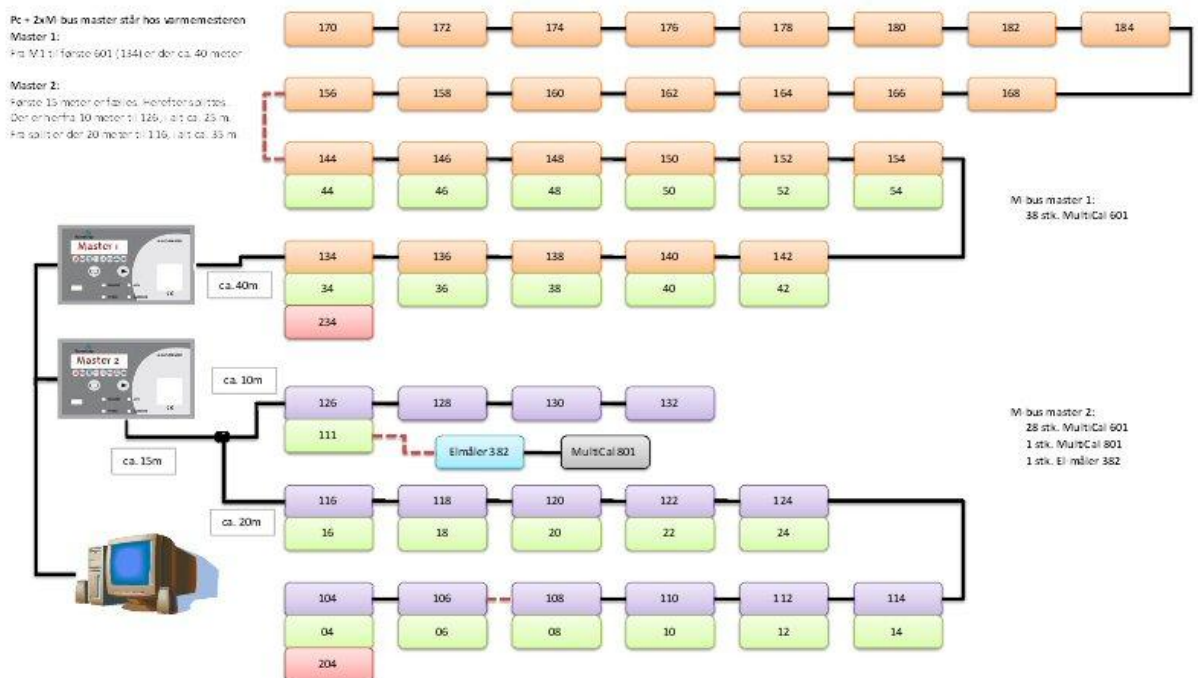 Pc + 2xM-bus master står hos varmemesteren
Master 1:
Fra M1 til første 601 (134) er der ca. 40 meter
Master 2:
Første 15 meter er fælles. Herefter splittes.
Der er herfra 10 meter til 126, i alt ca. 25 m.
Fra split er der 20 meter til 116, i alt ca. 35 m
170 172 174 176 178 180 182 184
156 158 160 162 164 166 168
144 146 148 150 152 154
44 46 48 50 52 54
M-bus master 1:
38 stk. MultiCal 601
Master 1
ca. 40m
134 136 138 140 142
34 36 38 40 42
234
Master 2
ca. 10m
ca. 15m
126 128 130 132
111
Elmåler 382
MultiCal 801
M-bus master 2:
28 stk. MultiCal 601
1 stk. MultiCal 801
1 stk. El-måler 382
ca. 20m
116 118 120 122 124
16 18 20 22 24
104 106 108 110 112 114
04 06 08 10 12 14
204